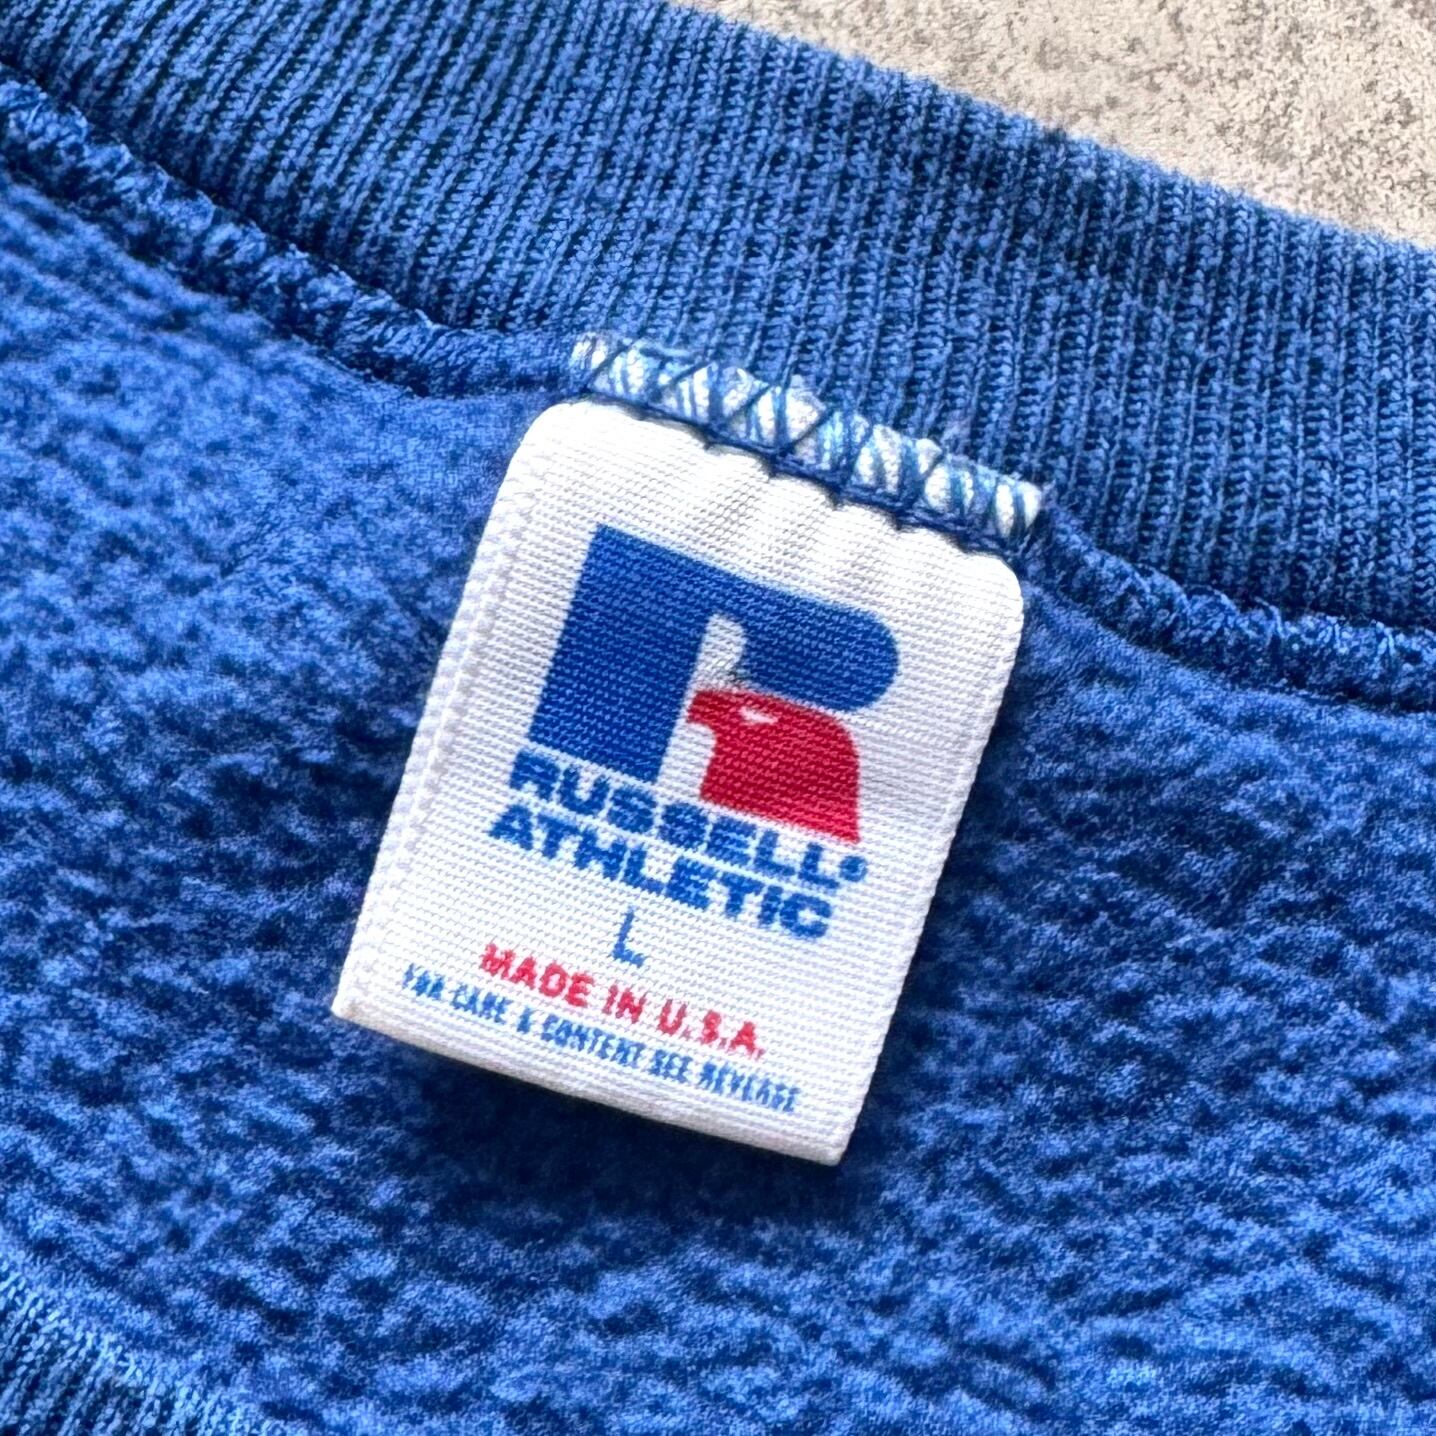 R
RUSSELL®
ATHLETIC
L
MADE IN U.S.A.
FOR CARE & CONTENT SEE REVERSE